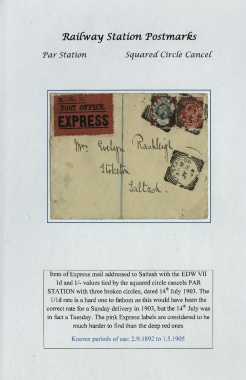 Railway Station Postmarks
Par Station Squared Circle Cancel
POST OFFICE.
EXPRESS
Mrs Evelyn Rashleigh
Stoketon
Saltash.
Item of Express mail addressed to Saltash with the EDW VII
1d and 1/- values tied by the squared circle cancels PAR
STATION with three broken circles, dated 14th July 1903. The
1/1d rate is a hard one to fathom as this would have been the
correct rate for a Sunday delivery in 1903, but the 14th July was
in fact a Tuesday. The pink Express labels are considered to be
much harder to find than the deep red ones
Known periods of use: 2.9.1892 to 1.5.1905